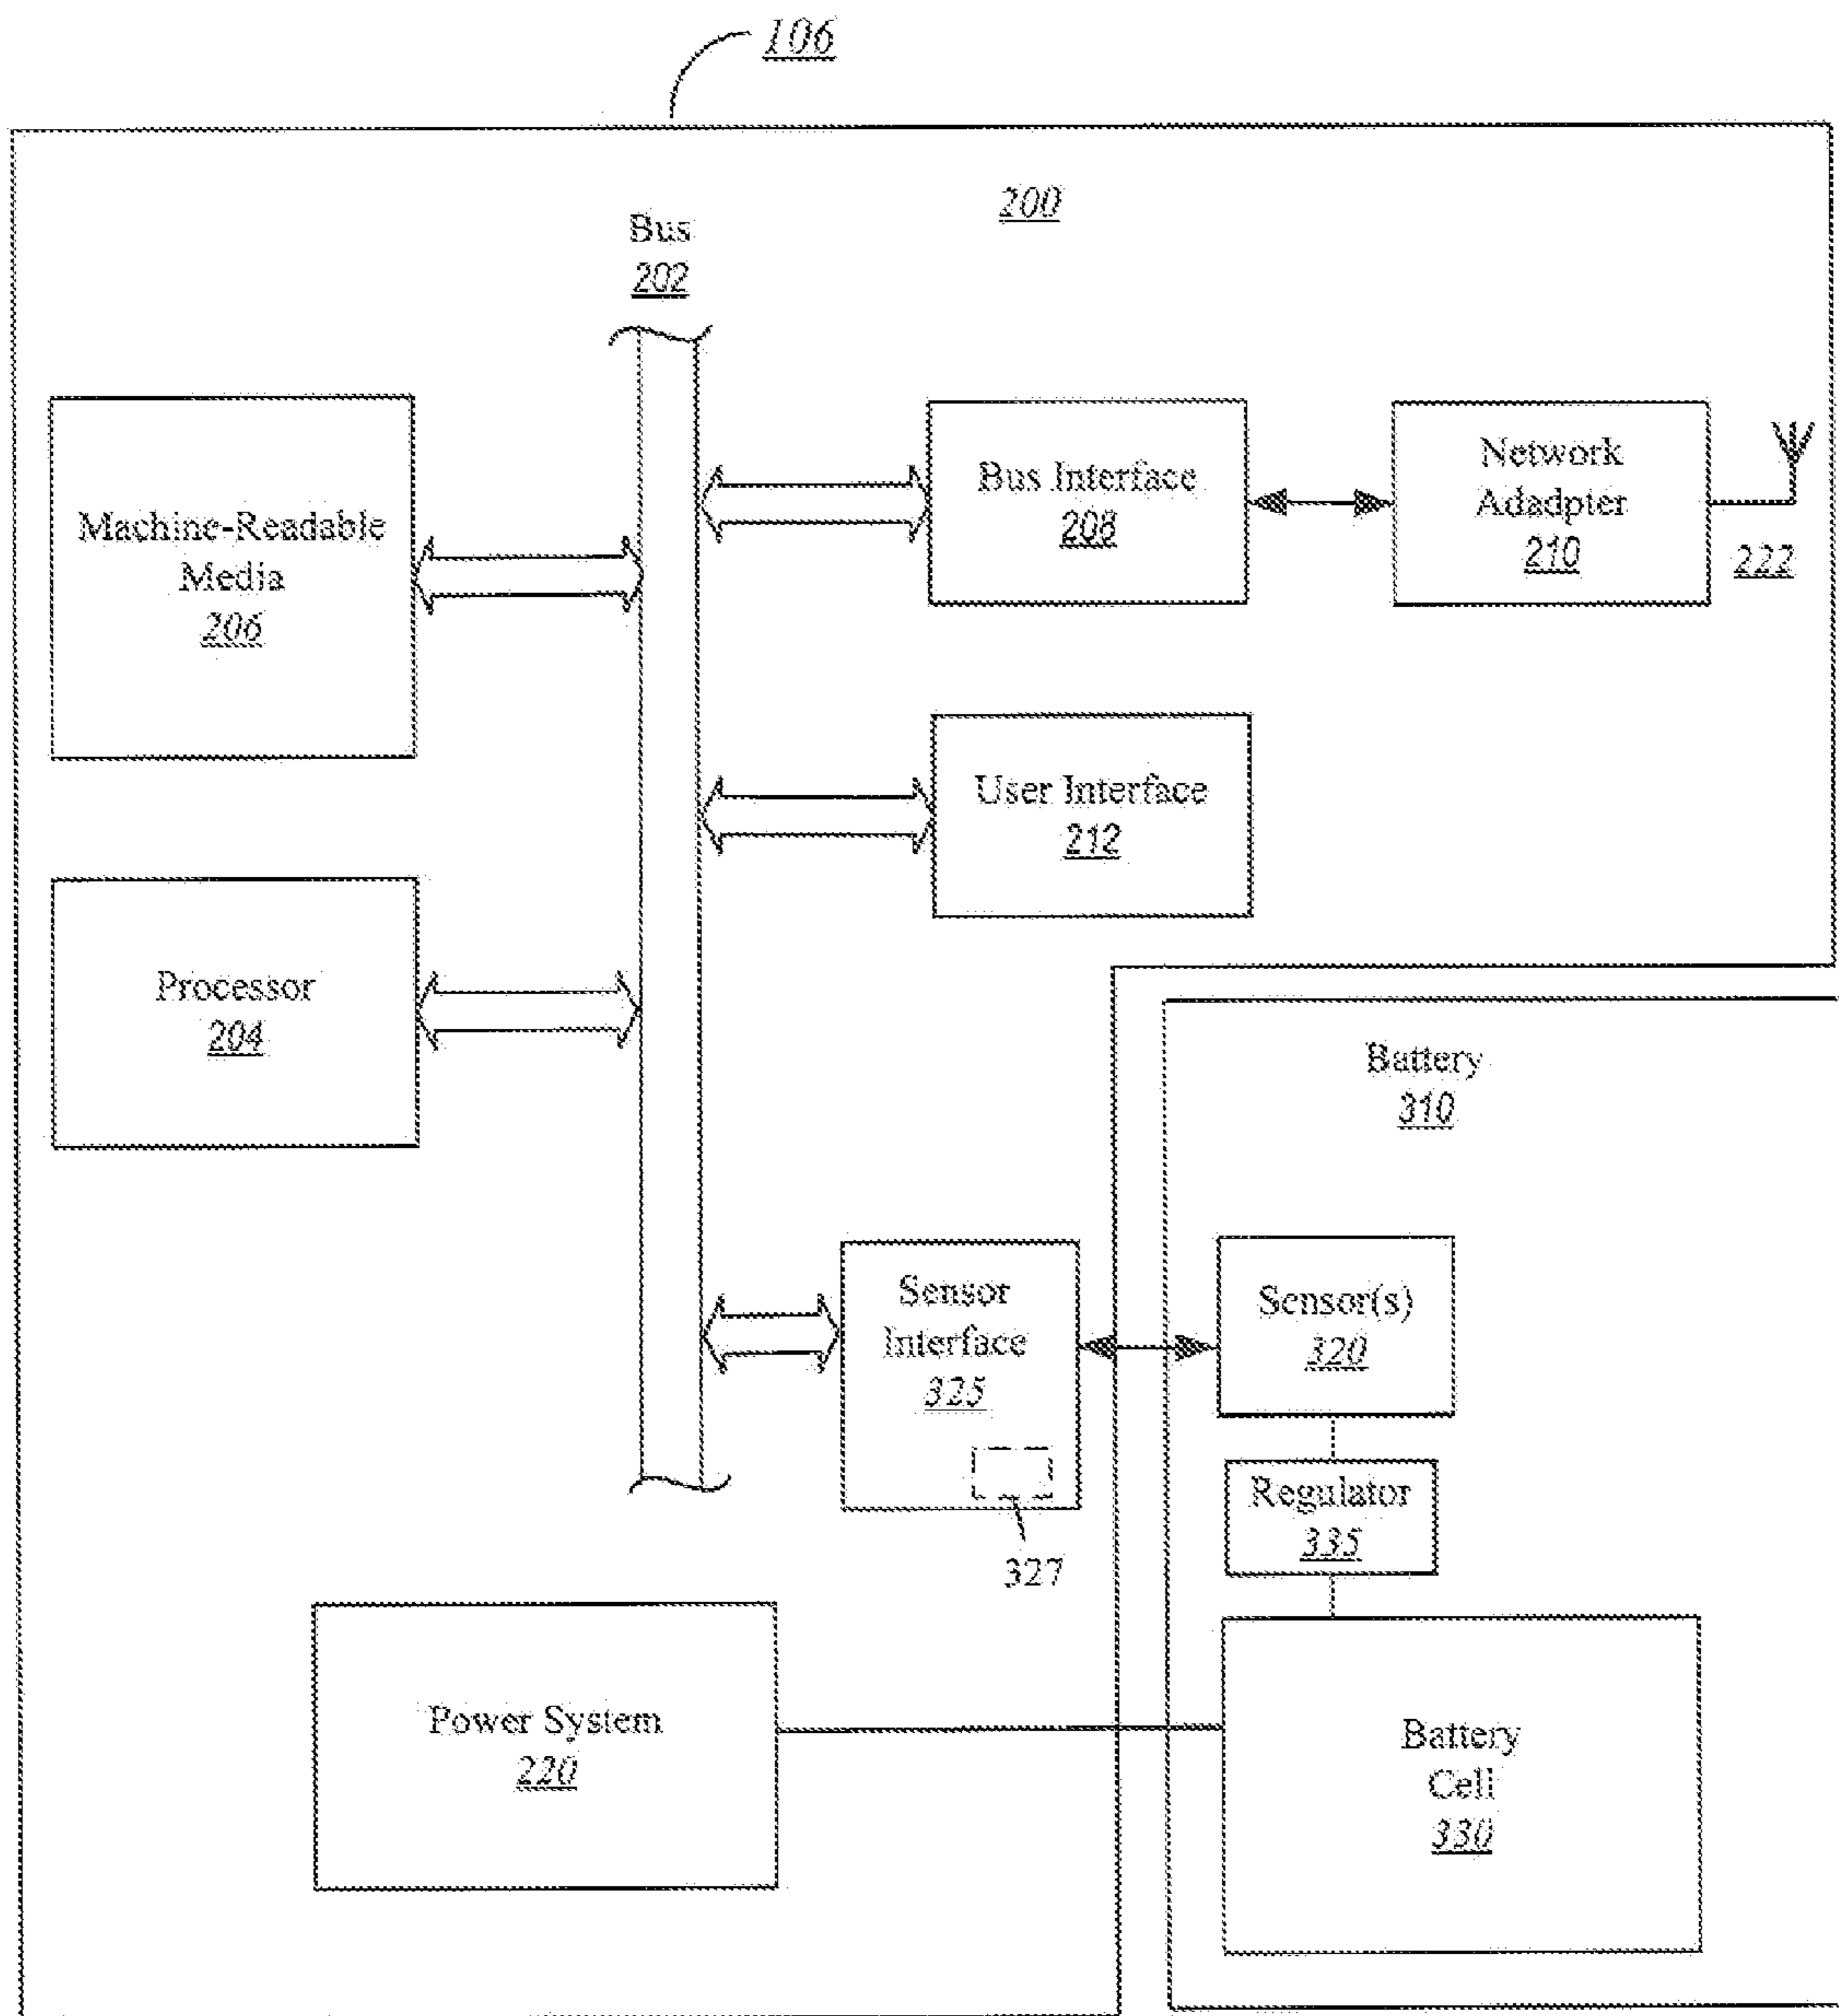 106
200
Bus
202
Machine-Readable
Media
206
Bus Interface
208
Network
Adadpter
210
222
User Interface
212
Processor
204
Battery
310
Sensor
Interface
325
327
Sensor(s)
320
Regulator
335
Power System
220
Battery
Cell
330